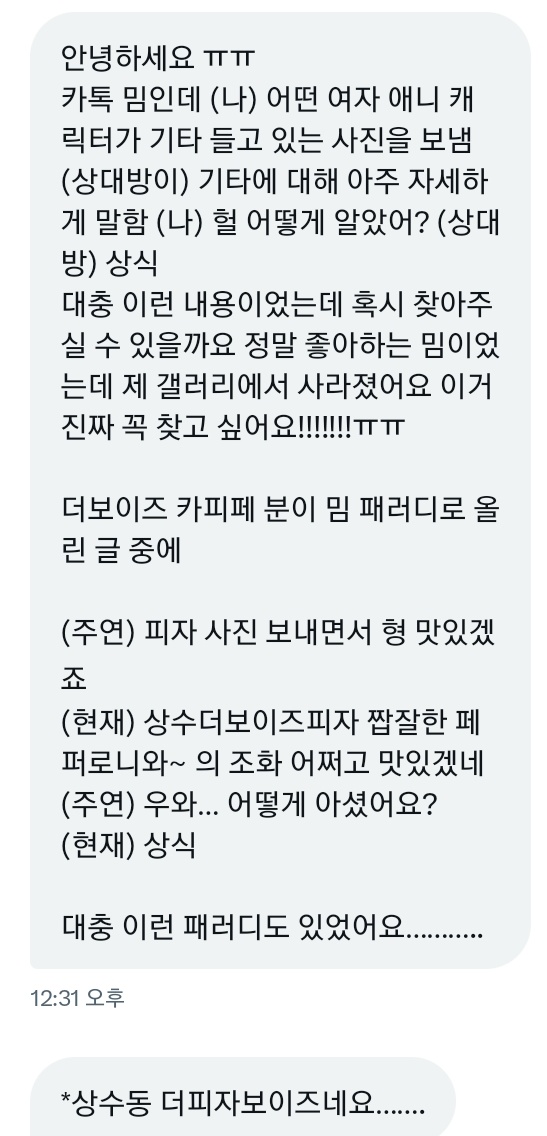 안녕하세요 ㅠㅠ
카톡 밈인데 (나) 어떤 여자 애니 캐
릭터가 기타 들고 있는 사진을 보냄
(상대방이) 기타에 대해 아주 자세하
게 말함 (나) 헐 어떻게 알았어? (상대
방) 상식
대충 이런 내용이었는데 혹시 찾아주
실 수 있을까요 정말 좋아하는 밈이었
는데 제 갤러리에서 사라졌어요 이거
진짜 꼭 찾고 싶어요!!!!!!!ㅠㅠ
더보이즈 카피페 분이 밈 패러디로 올
린 글 중에
(주연) 피자 사진 보내면서 형 맛있겠
죠
(현재) 상수더보이즈피자 짭잘한 페
퍼로니와~ 의 조화 어쩌고 맛있겠네
(주연) 우와... 어떻게 아셨어요?
(현재) 상식
대충 이런 패러디도 있었어요...........
12:31 오후
*상수동 더피자보이즈네요.......